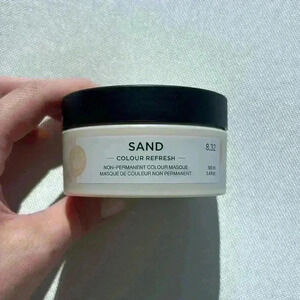 SAND
8.32
COLOUR REFRESH
NON-PERMANENT COLOUR MASQUE
MASQUE DE COULEUR NON PERMANENT